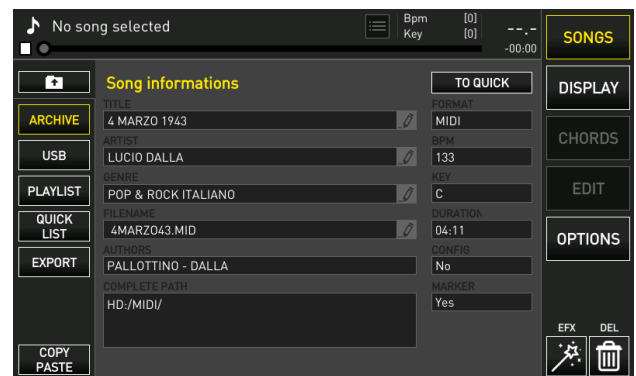 No song selected
Bpm [0]
Key [0]
--.-
-00:00
SONGS
Song informations
TO QUICK
DISPLAY
TITLE
FORMAT
ARCHIVE
4 MARZO 1943
MIDI
ARTIST
BPM
CHORDS
USB
LUCIO DALLA
133
GENRE
KEY
PLAYLIST
POP & ROCK ITALIANO
C
EDIT
FILENAME
DURATION
QUICK
LIST
4MARZO43.MID
04:11
OPTIONS
AUTHORS
CONFIG
EXPORT
PALLOTTINO - DALLA
No
COMPLETE PATH
MARKER
HD:/MIDI/
Yes
EFX DEL
COPY
PASTE